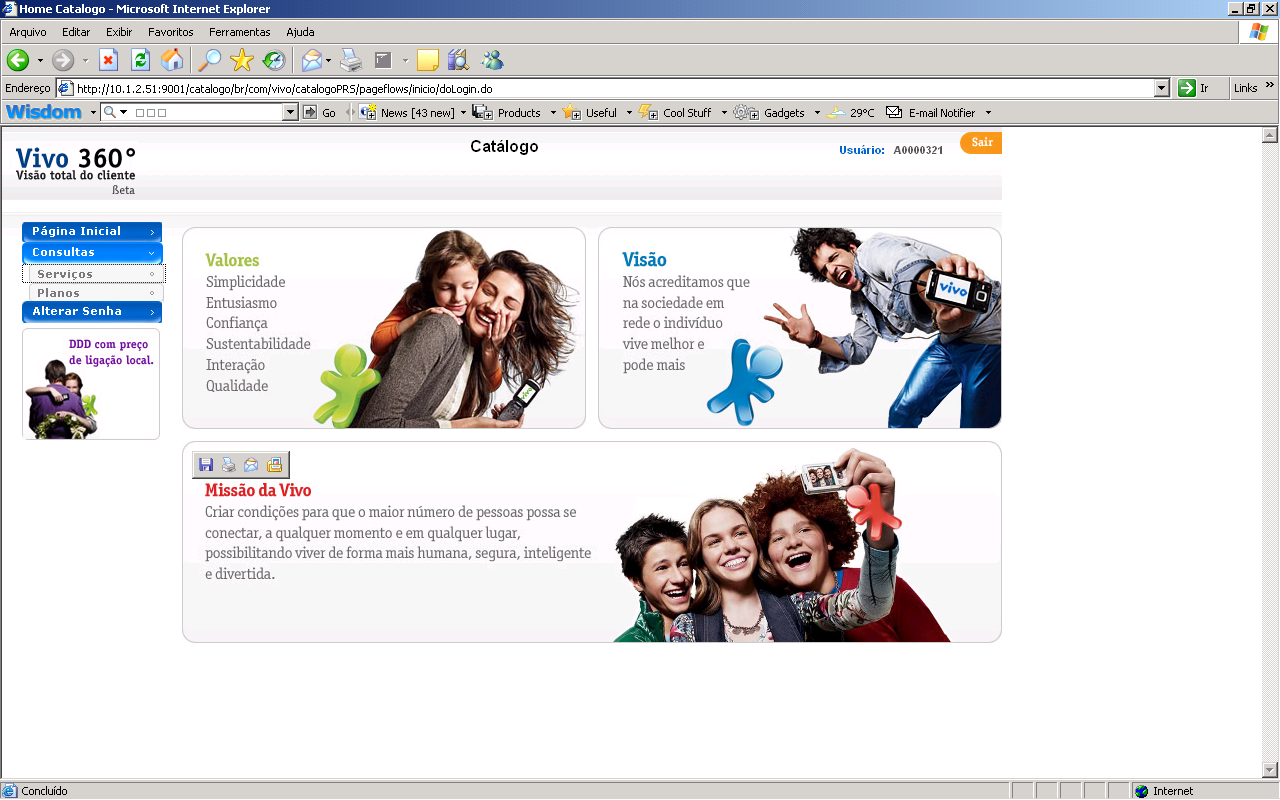 Home Catalogo - Microsoft Internet Explorer
Arquivo Editar Exibir Favoritos Ferramentas Ajuda
Endereço http://10.1.2.51:9001/catalogo/br/com/vivo/catalogoPRS/pageflows/inicio/doLogin.do Ir Links »
Wisdom Go News [43 new] Products Useful Cool Stuff Gadgets 29°C E-mail Notifier
Catálogo
Usuário: A0000321 Sair
Vivo 360°
Visão total do cliente
ßeta
Página Inicial
Consultas
Serviços
Planos
Alterar Senha
DDD com preço
de ligação local.
Valores
Simplicidade
Entusiasmo
Confiança
Sustentabilidade
Interação
Qualidade
vivo
Visão
Nós acreditamos que
na sociedade em
rede o indivíduo
vive melhor e
pode mais
vivo
Missão da Vivo
Criar condições para que o maior número de pessoas possa se
conectar, a qualquer momento e em qualquer lugar,
possibilitando viver de forma mais humana, segura, inteligente
e divertida.
Concluído Internet